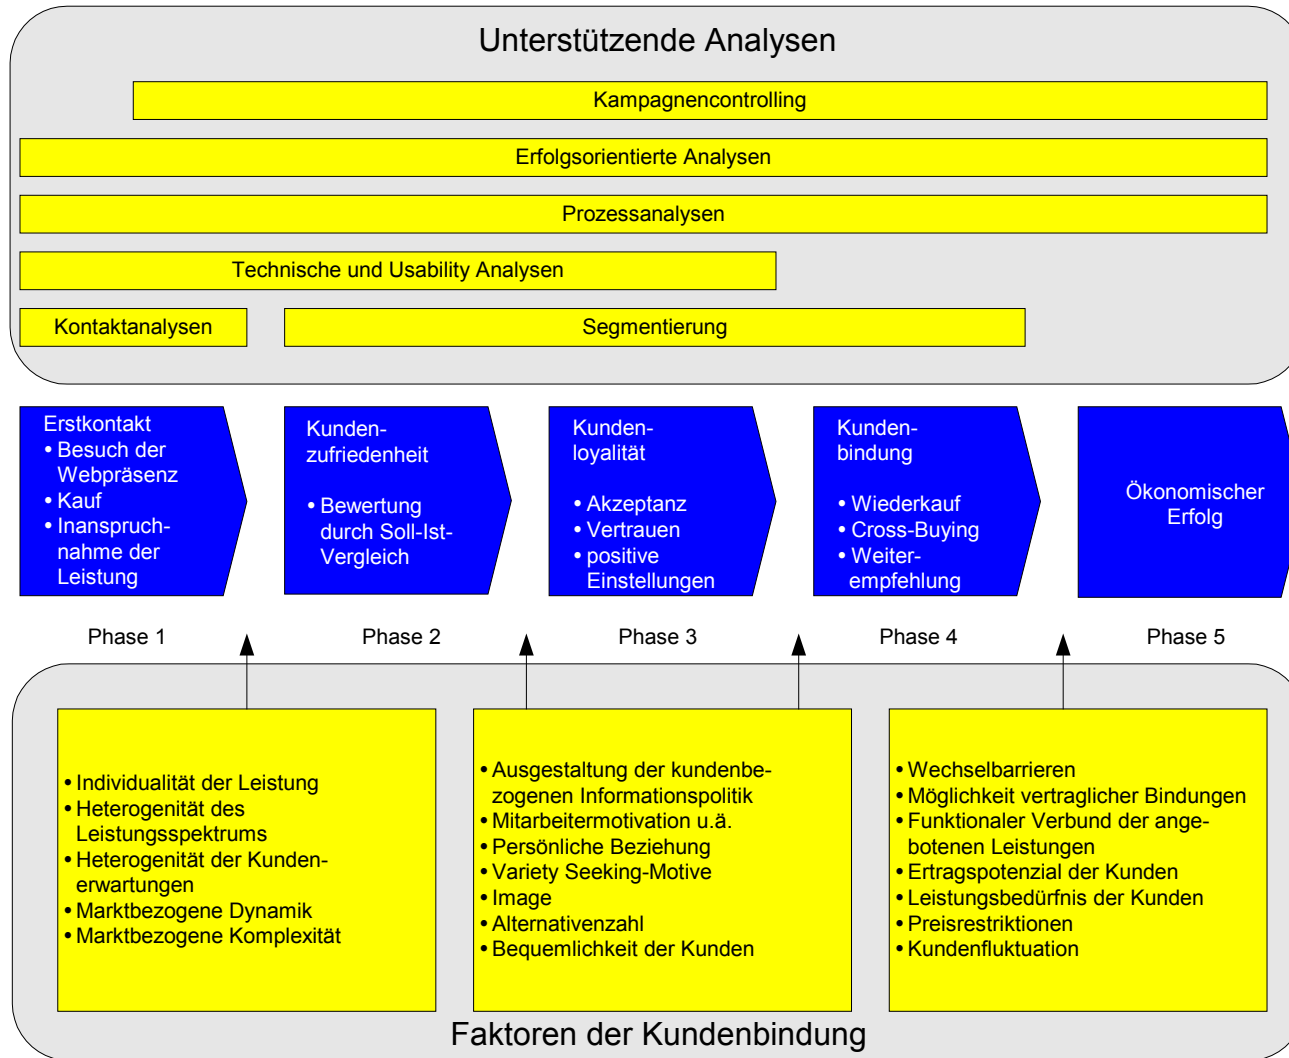 Unterstützende Analysen
Kampagnencontrolling
Erfolgsorientierte Analysen
Prozessanalysen
Technische und Usability Analysen
Kontaktanalysen
Segmentierung
Erstkontakt
• Besuch der
Webpräsenz
• Kauf
• Inanspruch-
nahme der
Leistung
Kunden-
zufriedenheit
• Bewertung
durch Soll-Ist-
Vergleich
Kunden-
loyalität
• Akzeptanz
• Vertrauen
• positive
Einstellungen
Kunden-
bindung
• Wiederkauf
• Cross-Buying
• Weiter-
empfehlung
Ökonomischer
Erfolg
Phase 1
Phase 2
Phase 3
Phase 4
Phase 5
• Individualität der Leistung
• Heterogenität des
Leistungsspektrums
• Heterogenität der Kunden-
erwartungen
• Marktbezogene Dynamik
• Marktbezogene Komplexität
• Ausgestaltung der kundenbe-
zogenen Informationspolitik
• Mitarbeitermotivation u.ä.
• Persönliche Beziehung
• Variety Seeking-Motive
• Image
• Alternativenzahl
• Bequemlichkeit der Kunden
• Wechselbarrieren
• Möglichkeit vertraglicher Bindungen
• Funktionaler Verbund der ange-
botenen Leistungen
• Ertragspotenzial der Kunden
• Leistungsbedürfnis der Kunden
• Preisrestriktionen
• Kundenfluktuation
Faktoren der Kundenbindung